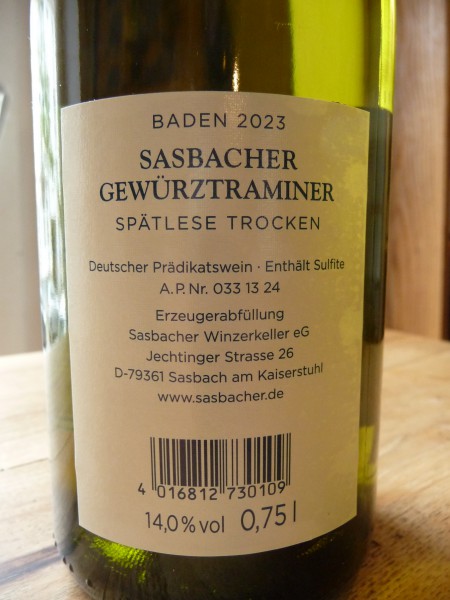 BADEN 2023
SASBACHER
GEWÜRZTRAMINER
SPÄTLESE TROCKEN
Deutscher Prädikatswein · Enthält Sulfite
A.P. Nr. 033 13 24
Erzeugerabfüllung
Sasbacher Winzerkeller eG
Jechtinger Strasse 26
D-79361 Sasbach am Kaiserstuhl
www.sasbacher.de
4 016812 730109
14,0% vol 0,75 l